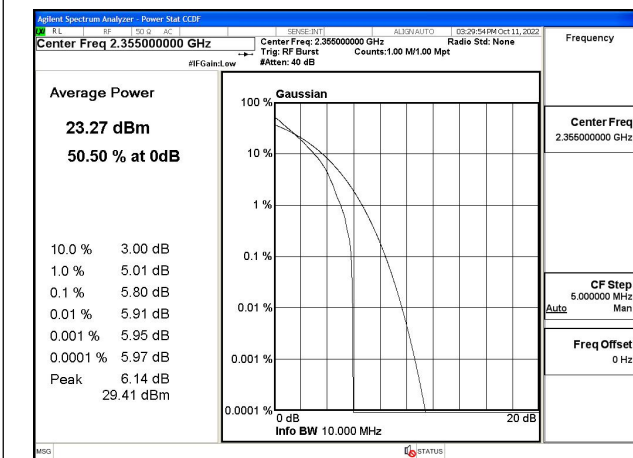 Agilent Spectrum Analyzer - Power Stat CCDF
RL RF 50 Ω AC SENSE:INT ALIGN AUTO 03:29:54 PM Oct 11, 2022
Center Freq 2.355000000 GHz
Center Freq: 2.355000000 GHz Radio Std: None
Trig: RF Burst Counts:1.00 M/1.00 Mpt
#IFGain:Low #Atten: 40 dB
Frequency
Average Power
23.27 dBm
50.50 % at 0dB
10.0 % 3.00 dB
1.0 % 5.01 dB
0.1 % 5.80 dB
0.01 % 5.91 dB
0.001 % 5.95 dB
0.0001 % 5.97 dB
Peak 6.14 dB
29.41 dBm
Gaussian
100 %
10 %
1 %
0.1 %
0.01 %
0.001 %
0.0001 %
0 dB 20 dB
Info BW 10.000 MHz
Center Freq
2.355000000 GHz
CF Step
5.000000 MHz
Auto Man
Freq Offset
0 Hz
MSG STATUS